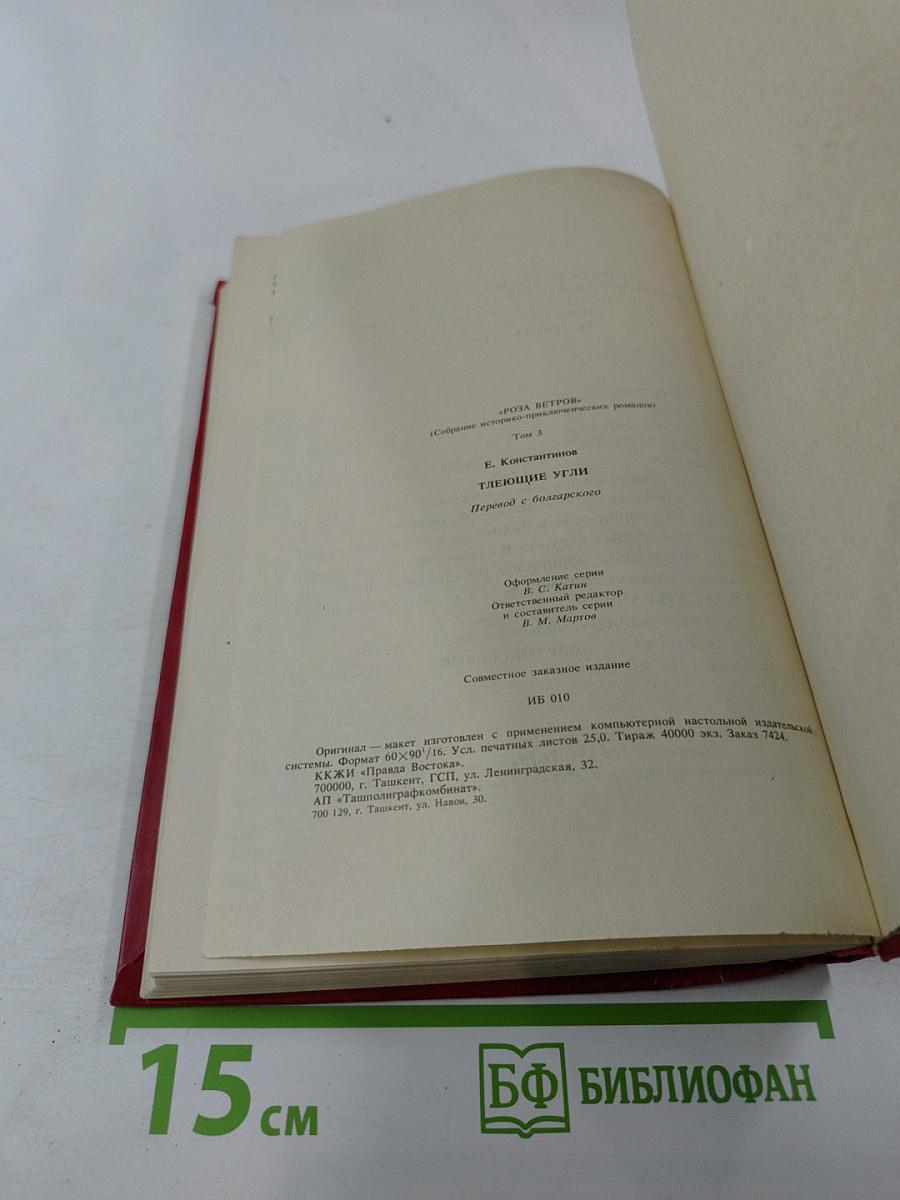 «РОЗА ВЕТРОВ»
(Собрание историко-приключенческих романов)
Том 3
Е. Константинов
ТЛЕЮЩИЕ УГЛИ
Перевод с болгарского
Оформление серии
В. С. Катин
Ответственный редактор
и составитель серии
В. М. Мартов
Совместное заказное издание
ИБ 010
Оригинал — макет изготовлен с применением компьютерной настольной издательской
системы. Формат 60×90¹/16. Усл. печатных листов 25,0. Тираж 40000 экз. Заказ 7424.
ККЖИ «Правда Востока».
700000, г. Ташкент, ГСП, ул. Ленинградская, 32.
АП «Ташполиграфкомбинат».
700 129, г. Ташкент, ул. Навои, 30.
15 см
БФ БИБЛИОФАН